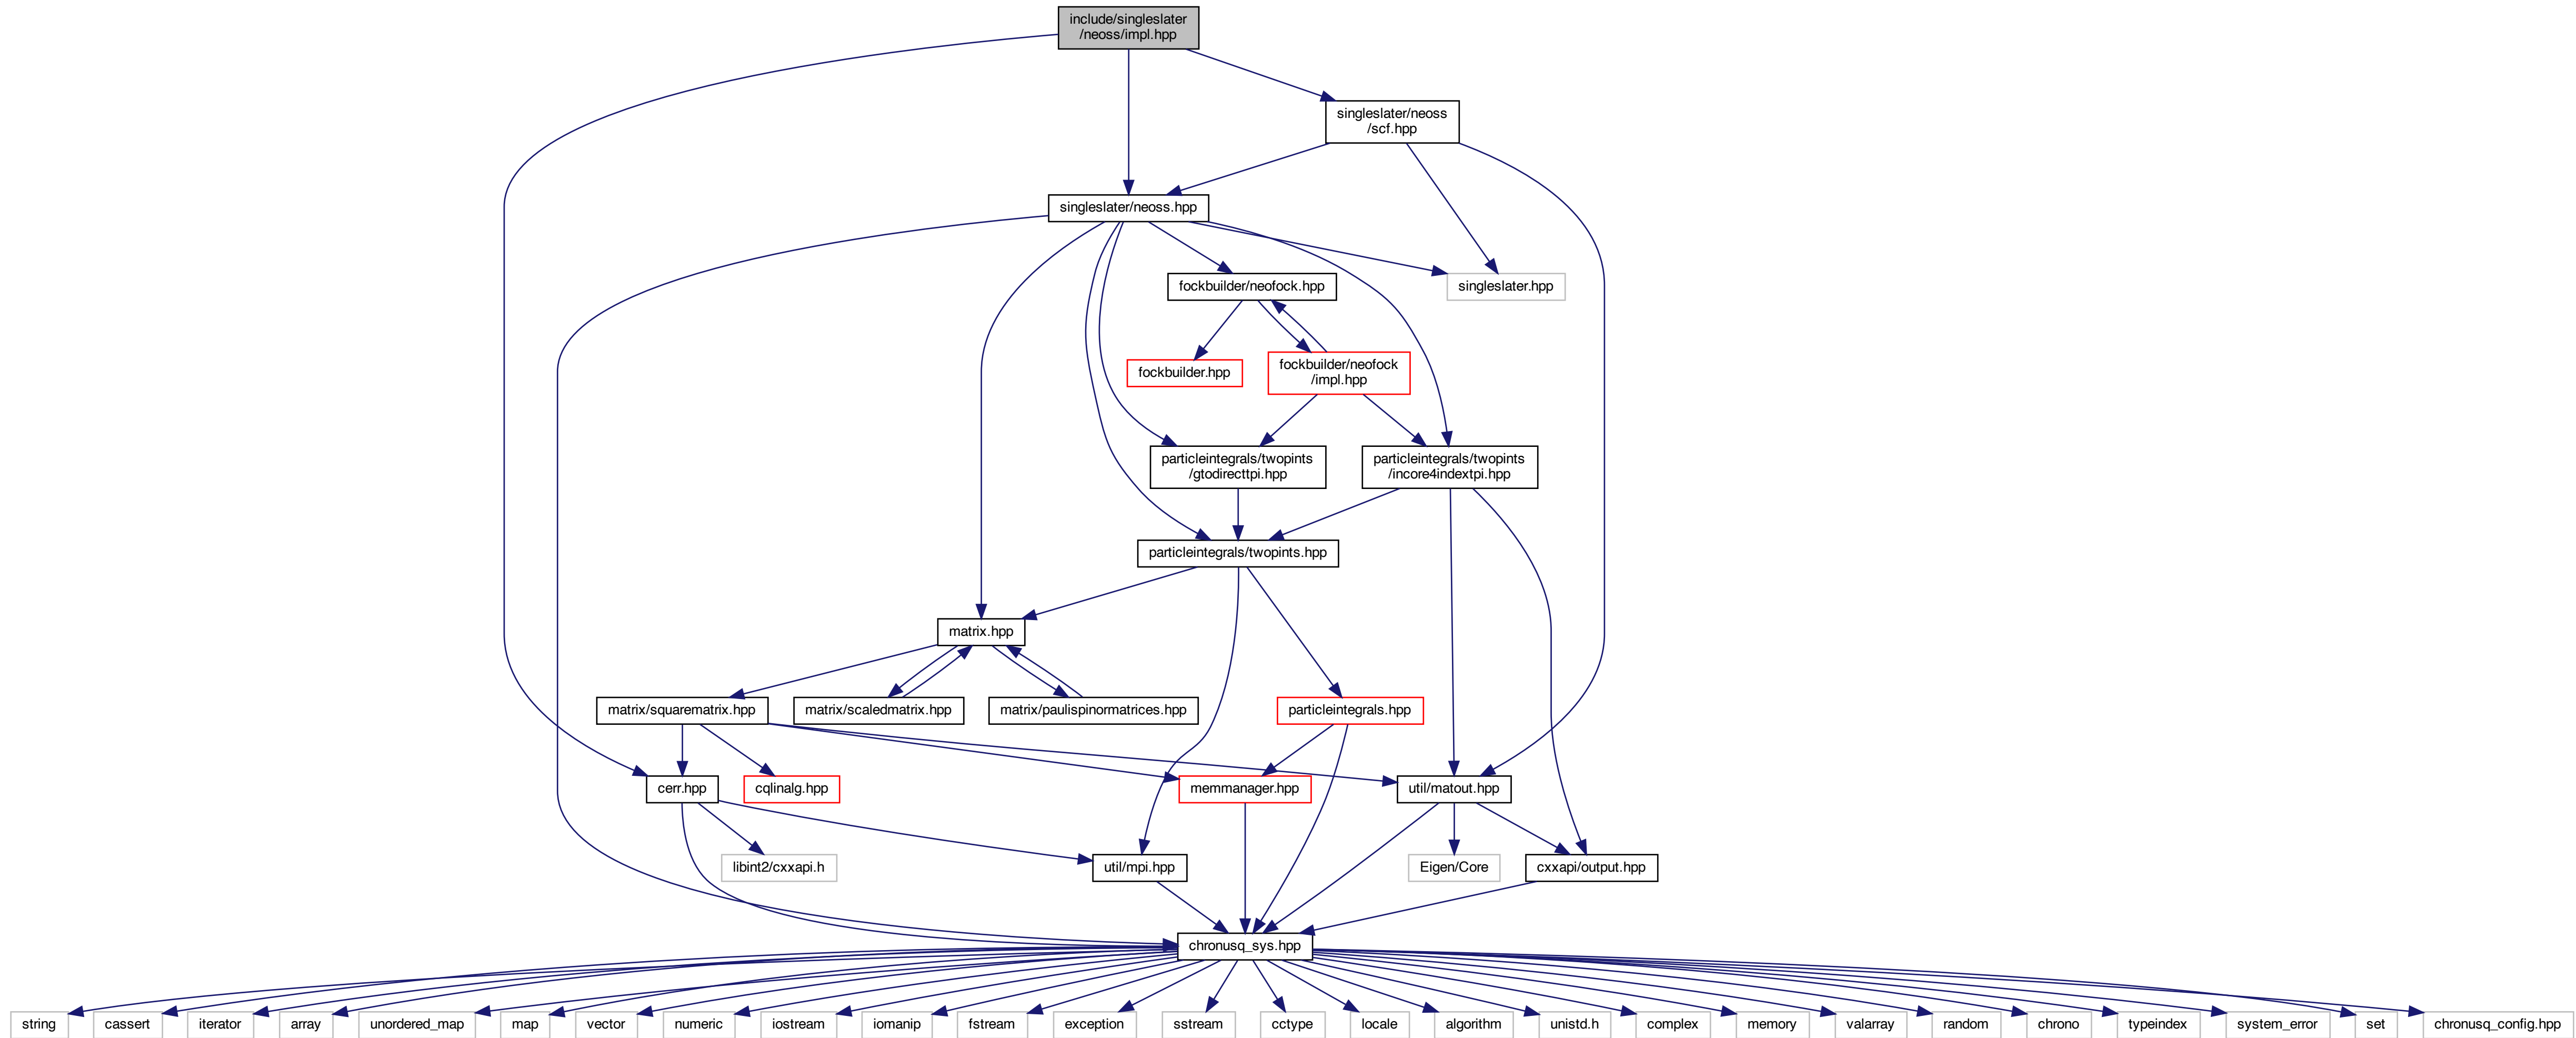 include/singleslater
/neoss/impl.hpp
singleslater/neoss
/scf.hpp
singleslater/neoss.hpp
fockbuilder/neofock.hpp
singleslater.hpp
fockbuilder.hpp
fockbuilder/neofock
/impl.hpp
particleintegrals/twopints
/gtodirecttpi.hpp
particleintegrals/twopints
/incore4indextpi.hpp
particleintegrals/twopints.hpp
matrix.hpp
matrix/squarematrix.hpp
matrix/scaledmatrix.hpp
matrix/paulispinormatrices.hpp
particleintegrals.hpp
cerr.hpp
cqlinalg.hpp
memmanager.hpp
util/matout.hpp
libint2/cxxapi.h
util/mpi.hpp
Eigen/Core
cxxapi/output.hpp
chronusq_sys.hpp
string
cassert
iterator
array
unordered_map
map
vector
numeric
iostream
iomanip
fstream
exception
sstream
cctype
locale
algorithm
unistd.h
complex
memory
valarray
random
chrono
typeindex
system_error
set
chronusq_config.hpp